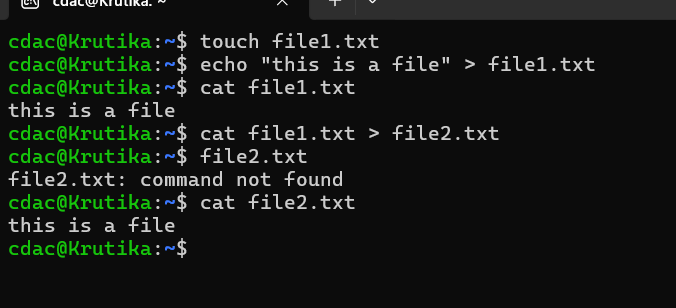 cdac@Krutika: ~
cdac@Krutika:~$ touch file1.txt
cdac@Krutika:~$ echo "this is a file" > file1.txt
cdac@Krutika:~$ cat file1.txt
this is a file
cdac@Krutika:~$ cat file1.txt > file2.txt
cdac@Krutika:~$ file2.txt
file2.txt: command not found
cdac@Krutika:~$ cat file2.txt
this is a file
cdac@Krutika:~$